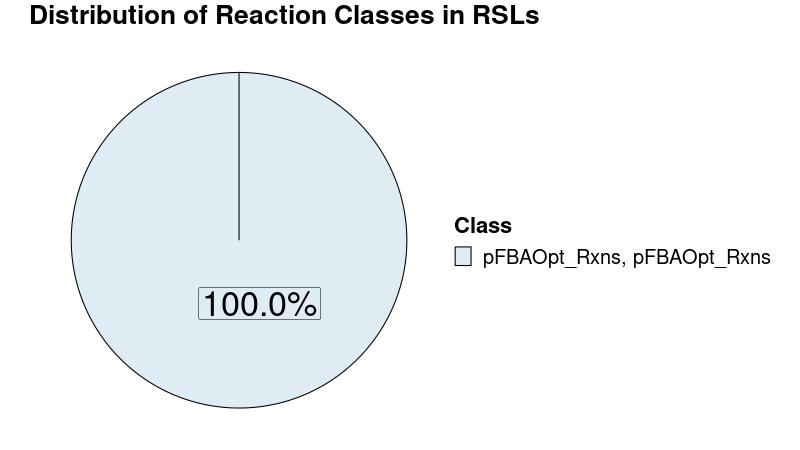 Distribution of Reaction Classes in RSLs
Class
pFBAOpt_Rxns, pFBAOpt_Rxns
100.0%